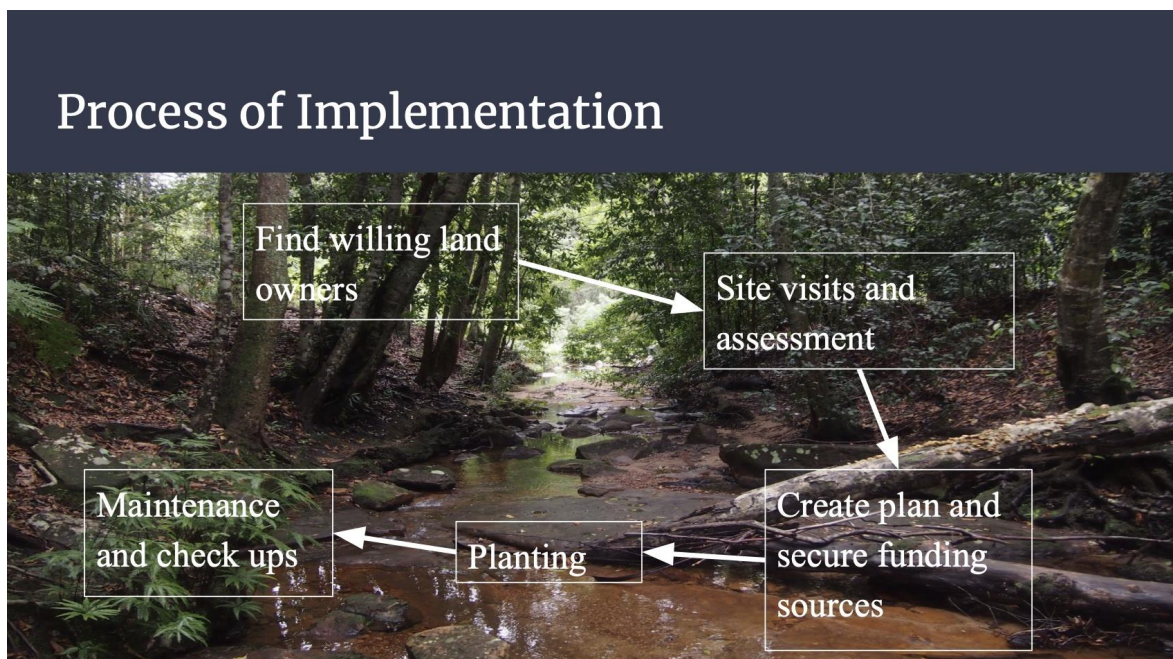 Process of Implementation
Find willing land
owners
Site visits and
assessment
Create plan and
secure funding
sources
Planting
Maintenance
and check ups